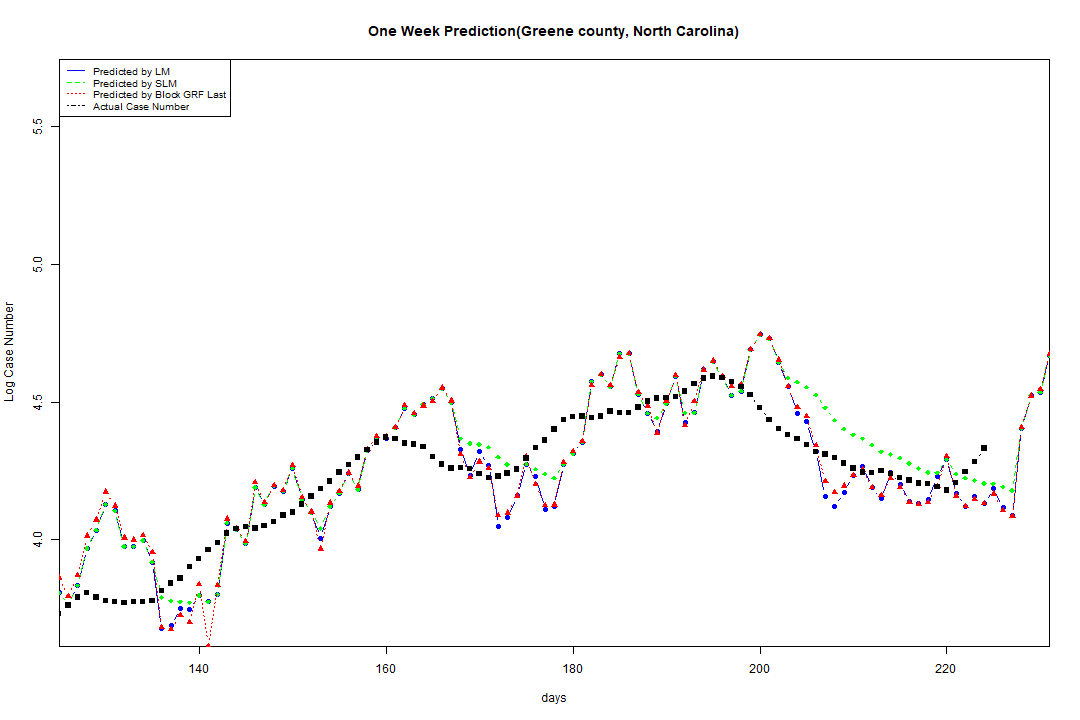 One Week Prediction(Greene county, North Carolina)
Predicted by LM
Predicted by SLM
Predicted by Block GRF Last
Actual Case Number
5.5
5.0
4.5
4.0
Log Case Number
140 160 180 200 220
days